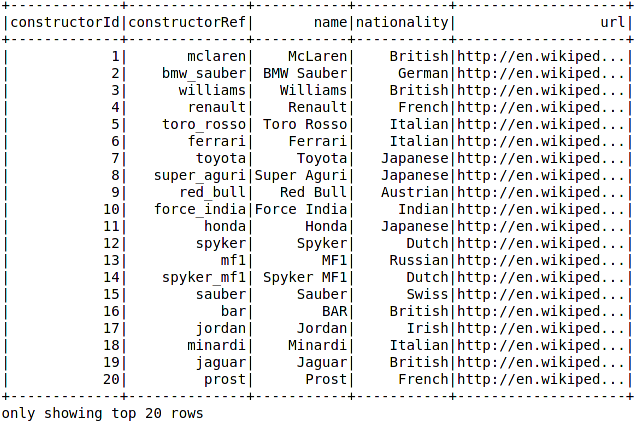 +-------------+--------------+-----------+-----------+--------------------+
|constructorId|constructorRef|       name|nationality|                 url|
+-------------+--------------+-----------+-----------+--------------------+
|            1|       mclaren|    McLaren|    British|http://en.wikiped...|
|            2|    bmw_sauber| BMW Sauber|     German|http://en.wikiped...|
|            3|      williams|   Williams|    British|http://en.wikiped...|
|            4|       renault|    Renault|     French|http://en.wikiped...|
|            5|    toro_rosso| Toro Rosso|    Italian|http://en.wikiped...|
|            6|       ferrari|    Ferrari|    Italian|http://en.wikiped...|
|            7|        toyota|     Toyota|   Japanese|http://en.wikiped...|
|            8|   super_aguri|Super Aguri|   Japanese|http://en.wikiped...|
|            9|      red_bull|   Red Bull|   Austrian|http://en.wikiped...|
|           10|   force_india|Force India|     Indian|http://en.wikiped...|
|           11|         honda|      Honda|   Japanese|http://en.wikiped...|
|           12|        spyker|     Spyker|      Dutch|http://en.wikiped...|
|           13|           mf1|        MF1|    Russian|http://en.wikiped...|
|           14|    spyker_mf1| Spyker MF1|      Dutch|http://en.wikiped...|
|           15|        sauber|     Sauber|      Swiss|http://en.wikiped...|
|           16|           bar|        BAR|    British|http://en.wikiped...|
|           17|        jordan|     Jordan|      Irish|http://en.wikiped...|
|           18|       minardi|    Minardi|    Italian|http://en.wikiped...|
|           19|        jaguar|     Jaguar|    British|http://en.wikiped...|
|           20|         prost|      Prost|     French|http://en.wikiped...|
+-------------+--------------+-----------+-----------+--------------------+
only showing top 20 rows